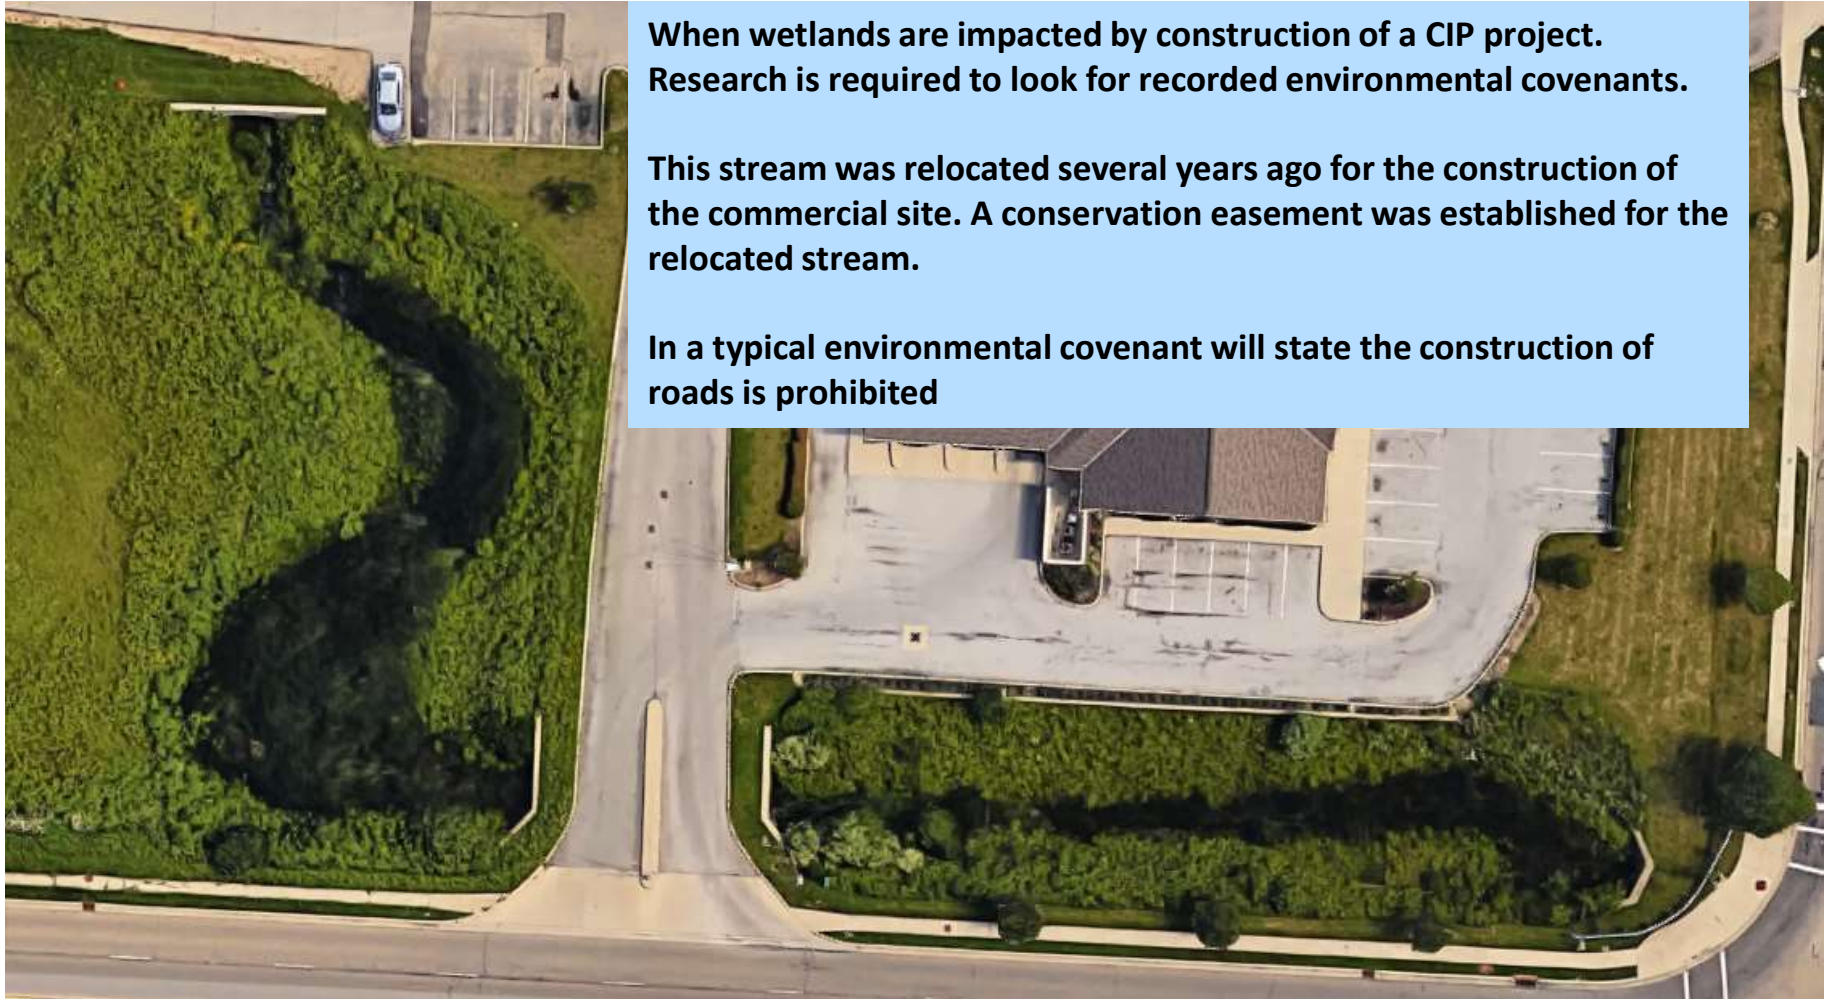 When wetlands are impacted by construction of a CIP project.
Research is required to look for recorded environmental covenants.
This stream was relocated several years ago for the construction of
the commercial site. A conservation easement was established for the
relocated stream.
In a typical environmental covenant will state the construction of
roads is prohibited